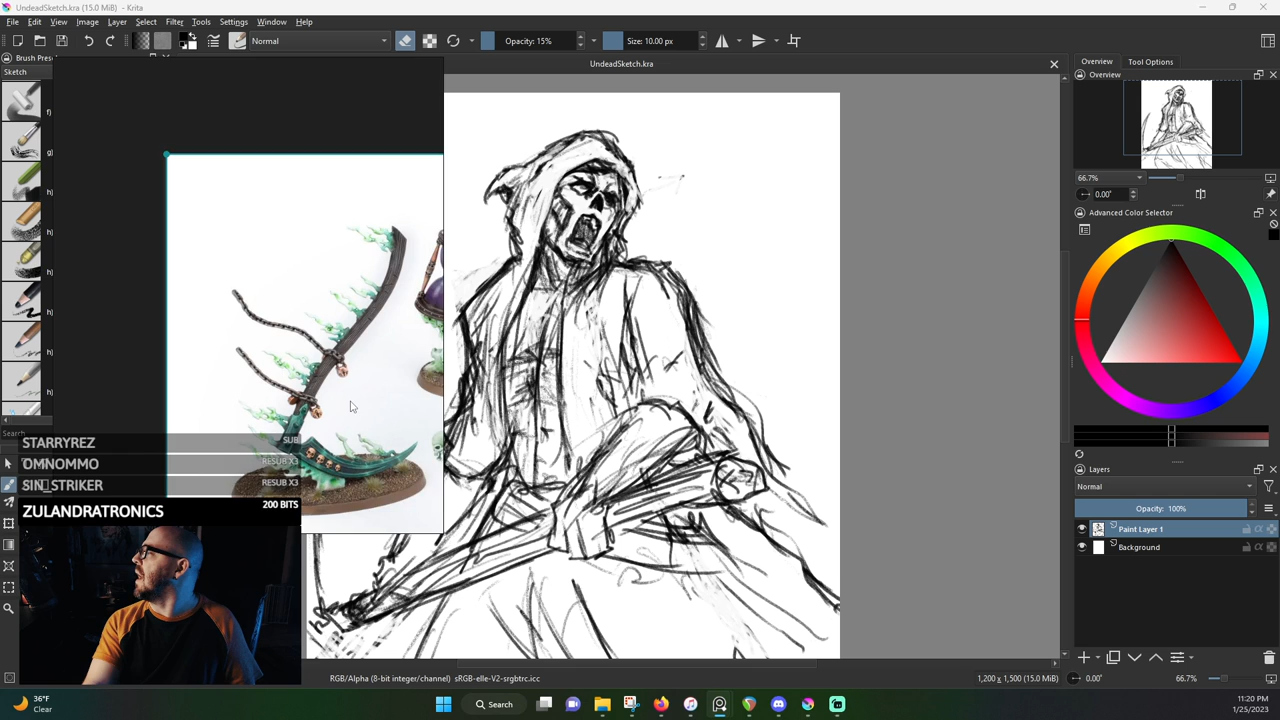 UndeadSketch.kra (15.0 MiB) - Krita
File Edit View Image Layer Filter Tools Settings Window Help
Normal Opacity: 15% Size: 10.00 px
Brush Pres
Sketch
UndeadSketch.kra
f)
g)
h)
h)
h)
h)
h)
h)
Search
STARRYREZ SUB
OMNOMMO RESUB X3
SIN_STRIKER RESUB X3
ZULANDRATRONICS 200 BITS
Overview Tool Options
Overview
66.7%
0.00°
Advanced Color Selector
Layers
Normal
Opacity: 100%
Paint Layer 1
Background
RGB/Alpha (8-bit integer/channel) sRGB-elle-V2-srgbtrc.icc
1,200 x 1,500 (15.0 MiB) 0.00° 66.7%
36°F
Clear
Search
11:20 PM
1/25/2023